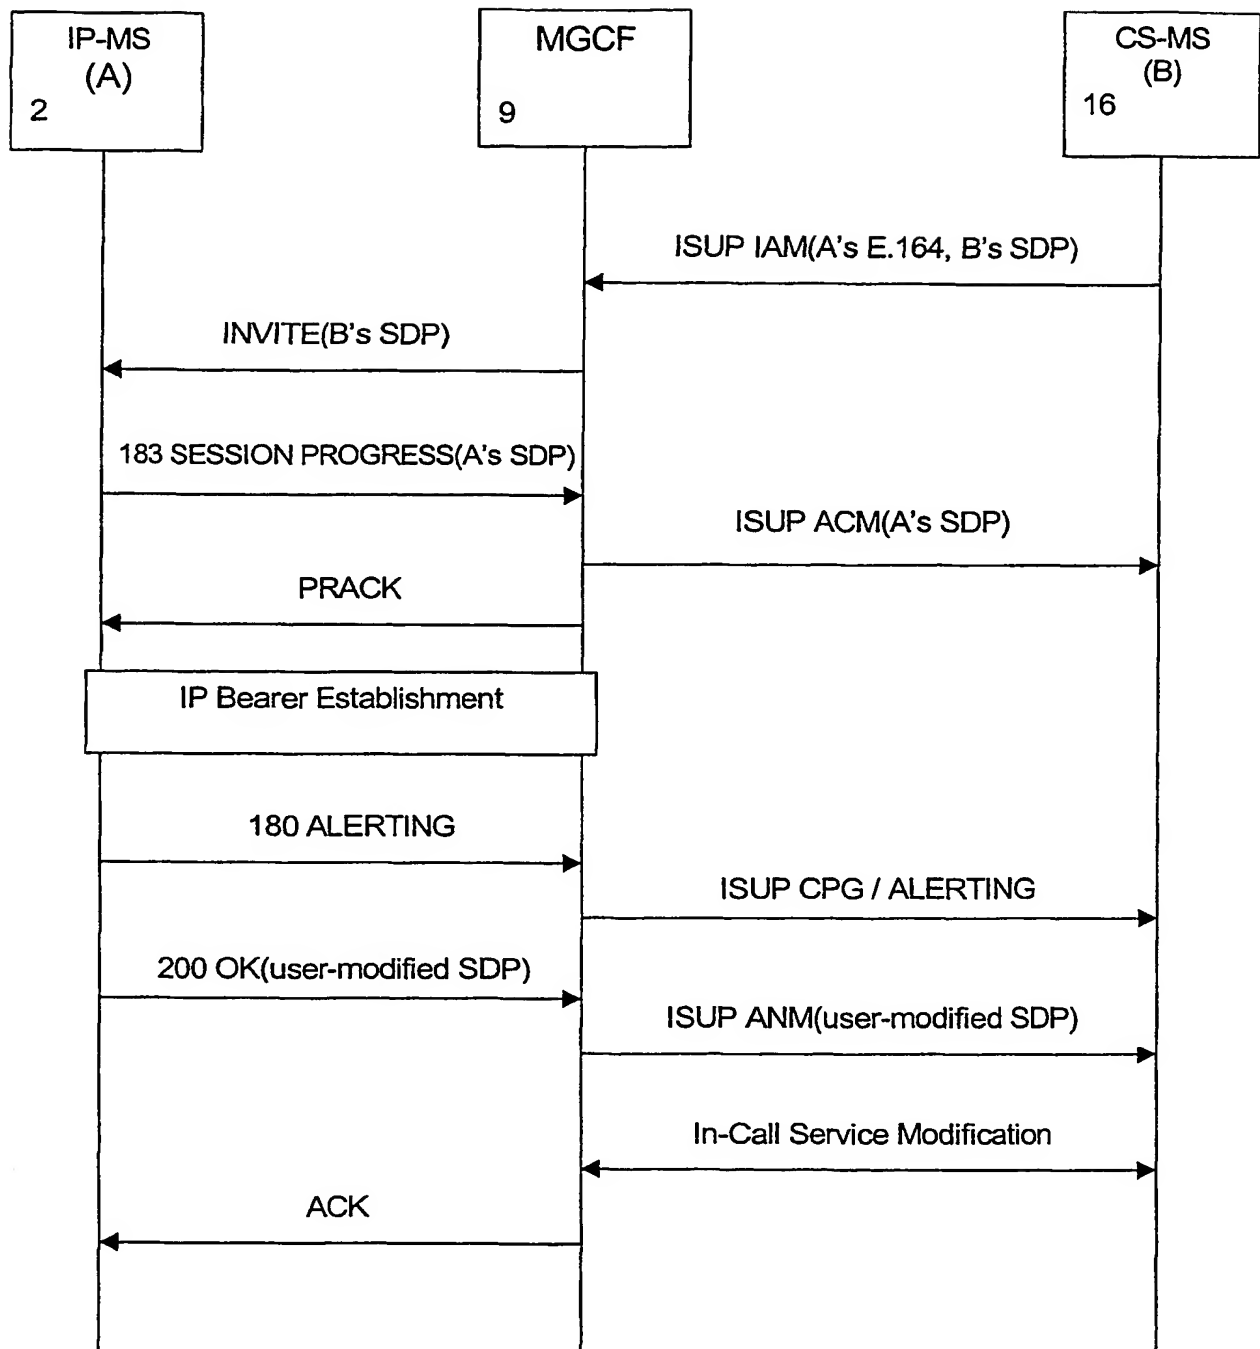 IP-MS
(A)
2
MGCF
9
CS-MS
(B)
16
ISUP IAM(A's E.164, B's SDP)
INVITE(B's SDP)
183 SESSION PROGRESS(A's SDP)
ISUP ACM(A's SDP)
PRACK
IP Bearer Establishment
180 ALERTING
ISUP CPG / ALERTING
200 OK(user-modified SDP)
ISUP ANM(user-modified SDP)
In-Call Service Modification
ACK